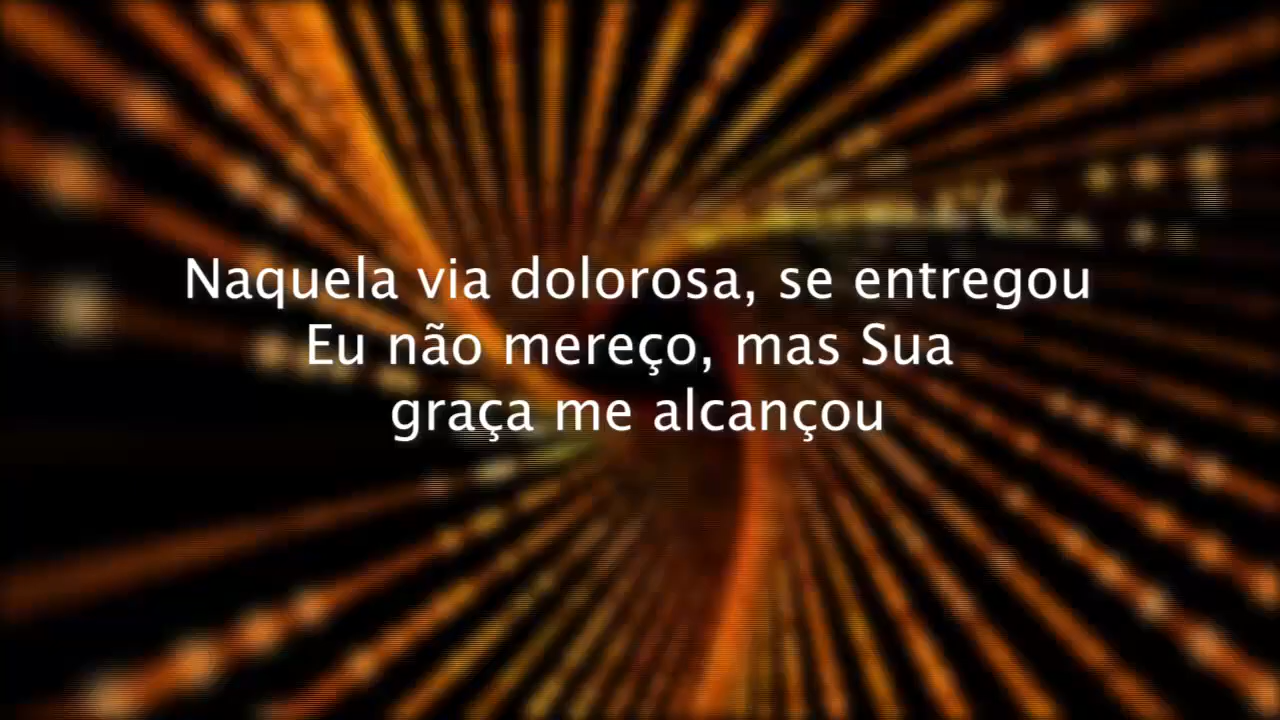 Naquela via dolorosa, se entregou
Eu não mereço, mas Sua
graça me alcançou